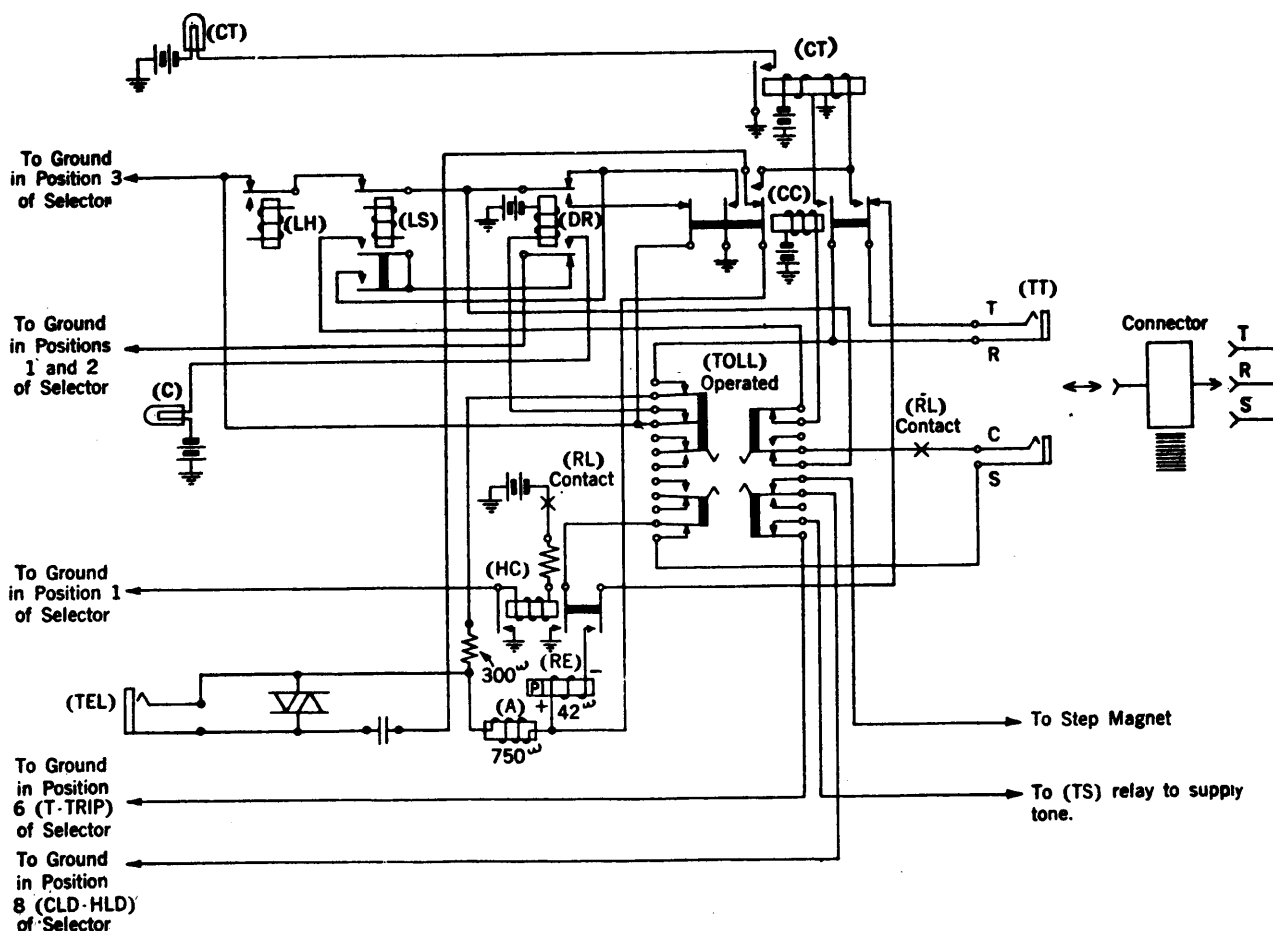 (CT)
(CT)
To Ground
in Position 3
of Selector
(LH)
(LS)
(DR)
(CC)
T
(TT)
R
Connector
T
R
S
To Ground
in Positions
1 and 2
of Selector
(C)
(TOLL)
Operated
(RL)
Contact
C
S
(RL)
Contact
To Ground
in Position 1
of Selector
(HC)
300ω
(RE)
P
+
−
42ω
(A)
750ω
(TEL)
To Step Magnet
To Ground
in Position
6 (T-TRIP)
of Selector
To (TS) relay to supply
tone.
To Ground
in Position
8 (CLD-HLD)
of Selector